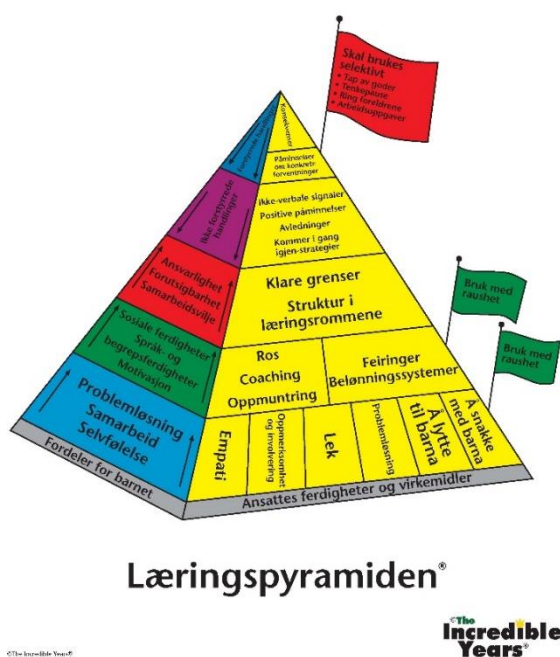 Skal brukes
selektivt
• Tap av goder
• Tenkepause
• Ring foreldrene
• Arbeidsoppgaver
Konsekvenser
Forstyrrende handlinger
Påminnelser
om konkrete
forventninger
Ikke forstyrrede
handlinger
Ikke-verbale signaler
Positive påminnelser
Avledninger
Kommer i gang
igjen-strategier
Ansvarlighet
Forutsigbarhet
Samarbeidsvilje
Klare grenser
Struktur i
læringsrommene
Bruk med
raushet
Bruk med
raushet
Sosiale ferdigheter
Språk- og
begrepsferdigheter
Motivasjon
Ros
Coaching
Oppmuntring
Feiringer
Belønningssystemer
Problemløsning
Samarbeid
Selvfølelse
Empati
Oppmerksomhet
og involvering
Lek
Problemløsning
Å lytte
til barna
Å snakke
med barna
Fordeler for barnet
Ansattes ferdigheter og virkemidler
Læringspyramiden®
©The Incredible Years®
The
Incredible
Years®